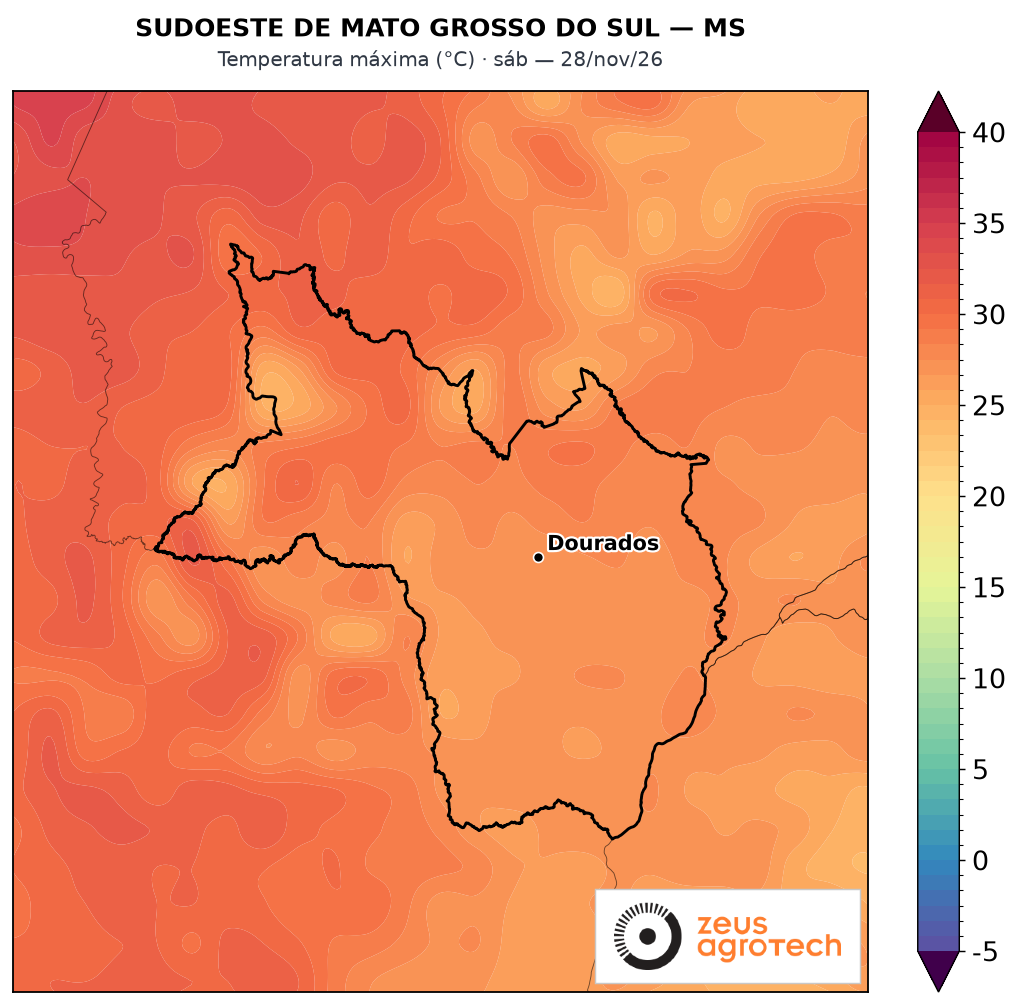 SUDOESTE DE MATO GROSSO DO SUL — MS
Temperatura máxima (°C) · sáb — 28/nov/26
40
35
30
25
20
15
10
5
0
-5
Dourados
zeus
agrotech